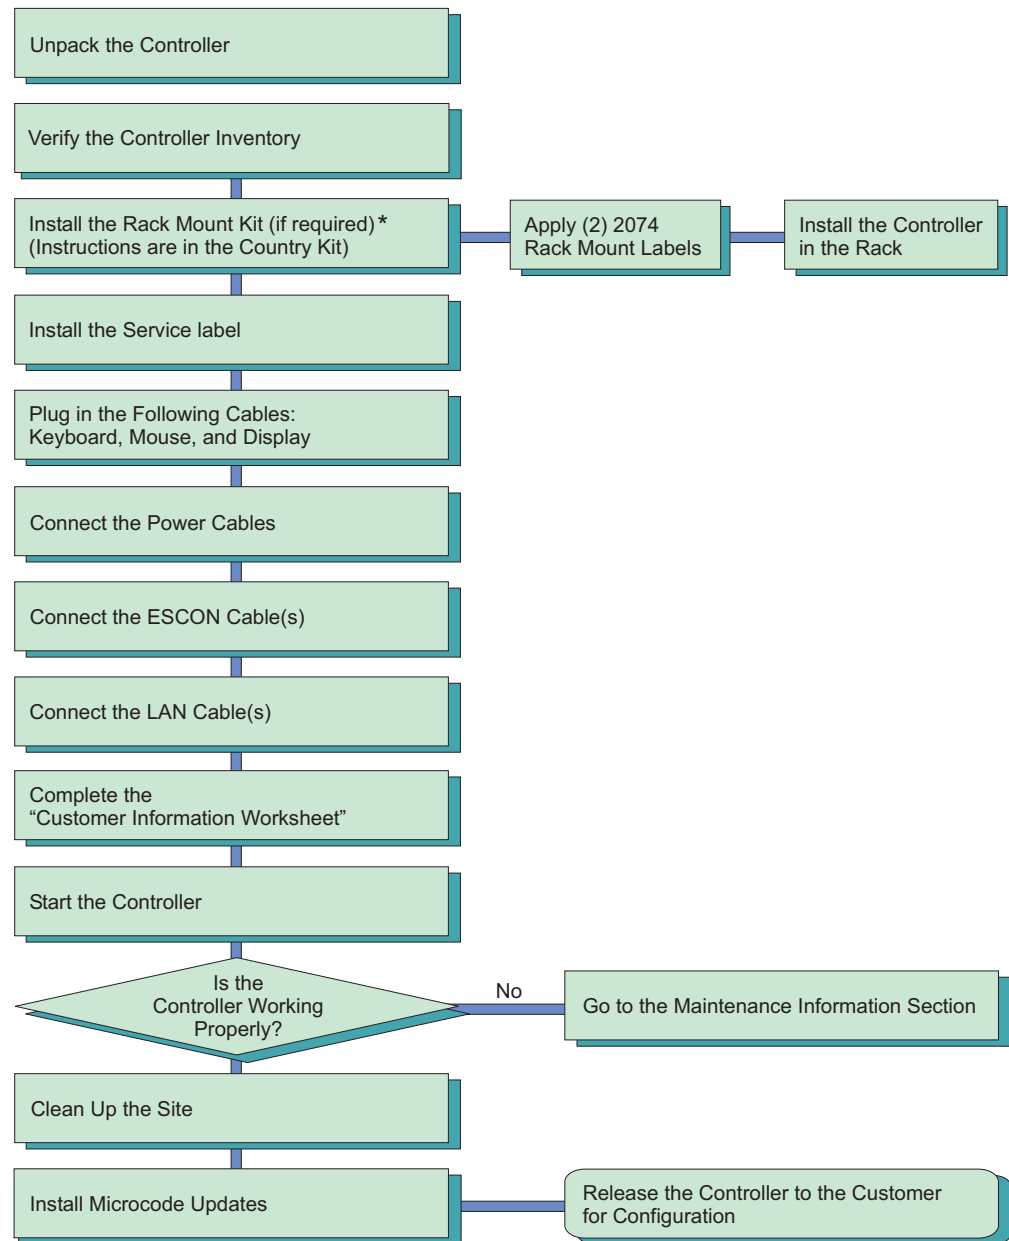 Unpack the Controller
Verify the Controller Inventory
Install the Rack Mount Kit (if required) *
(Instructions are in the Country Kit)
Apply (2) 2074
Rack Mount Labels
Install the Controller
in the Rack
Install the Service label
Plug in the Following Cables:
Keyboard, Mouse, and Display
Connect the Power Cables
Connect the ESCON Cable(s)
Connect the LAN Cable(s)
Complete the
“Customer Information Worksheet”
Start the Controller
Is the
Controller Working
Properly?
No
Go to the Maintenance Information Section
Clean Up the Site
Install Microcode Updates
Release the Controller to the Customer
for Configuration